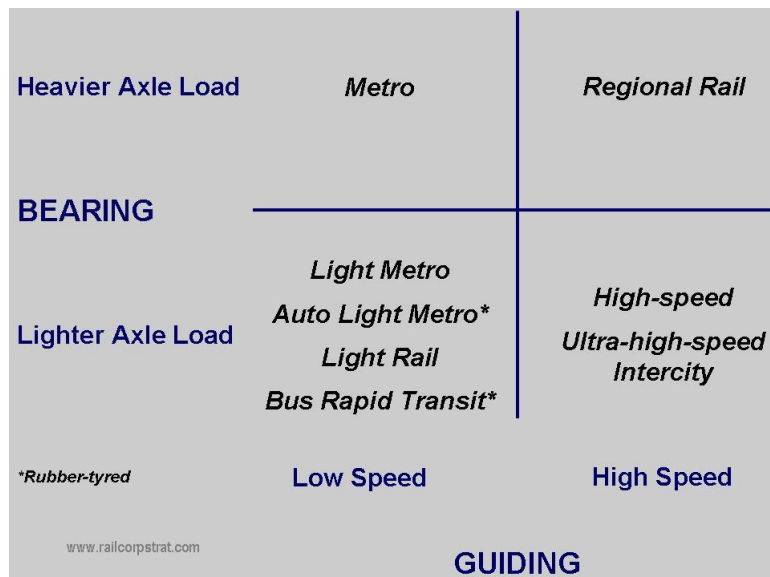 Heavier Axle Load
Metro
Regional Rail
BEARING
Lighter Axle Load
Light Metro
Auto Light Metro*
Light Rail
Bus Rapid Transit*
High-speed
Ultra-high-speed
Intercity
*Rubber-tyred
Low Speed
High Speed
www.railcorpstrat.com
GUIDING